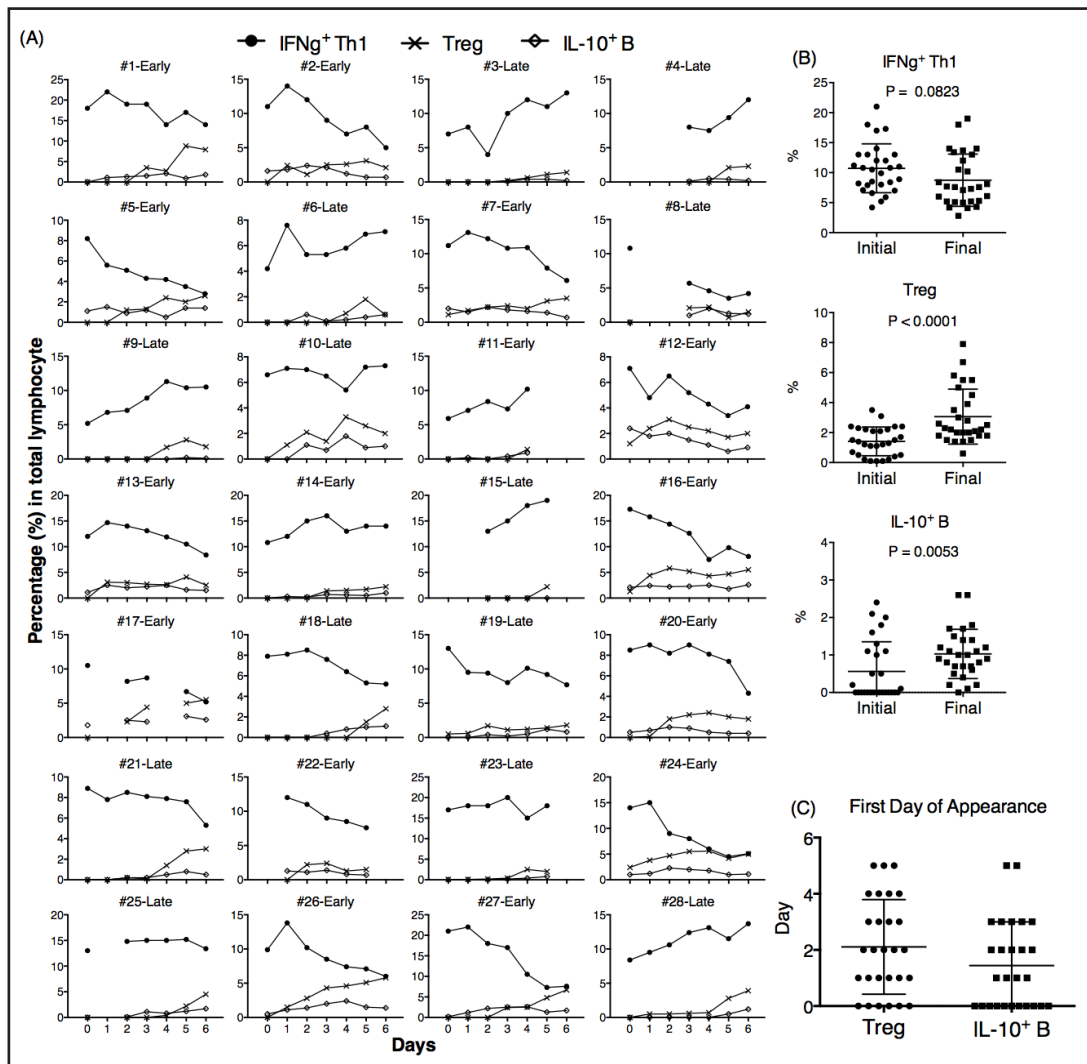 (A)
IFNg+ Th1 Treg IL-10+ B
Percentage (%) in total lymphocyte
#1-Early #2-Early #3-Late #4-Late
25 20 15 10 5 0
15 10 5 0
15 10 5 0
15 10 5 0
#5-Early #6-Late #7-Early #8-Late
10 8 6 4 2 0
10 8 6 4 2 0
15 10 5 0
15 10 5 0
#9-Late #10-Late #11-Early #12-Early
15 10 5 0
10 8 6 4 2 0
15 10 5 0
8 6 4 2 0
#13-Early #14-Early #15-Late #16-Early
20 15 10 5 0
20 15 10 5 0
20 15 10 5 0
20 15 10 5 0
#17-Early #18-Late #19-Late #20-Early
15 10 5 0
10 8 6 4 2 0
15 10 5 0
10 8 6 4 2 0
#21-Late #22-Early #23-Late #24-Early
10 8 6 4 2 0
15 10 5 0
25 20 15 10 5 0
20 15 10 5 0
#25-Late #26-Early #27-Early #28-Late
20 15 10 5 0
15 10 5 0
25 20 15 10 5 0
15 10 5 0
0 1 2 3 4 5 6 0 1 2 3 4 5 6 0 1 2 3 4 5 6 0 1 2 3 4 5 6
Days
(B)
IFNg+ Th1
P = 0.0823
%
25 20 15 10 5 0
Initial Final
Treg
P < 0.0001
%
10 8 6 4 2 0
Initial Final
IL-10+ B
P = 0.0053
%
4 3 2 1 0
Initial Final
(C)
First Day of Appearance
Day
6 4 2 0
Treg IL-10+ B